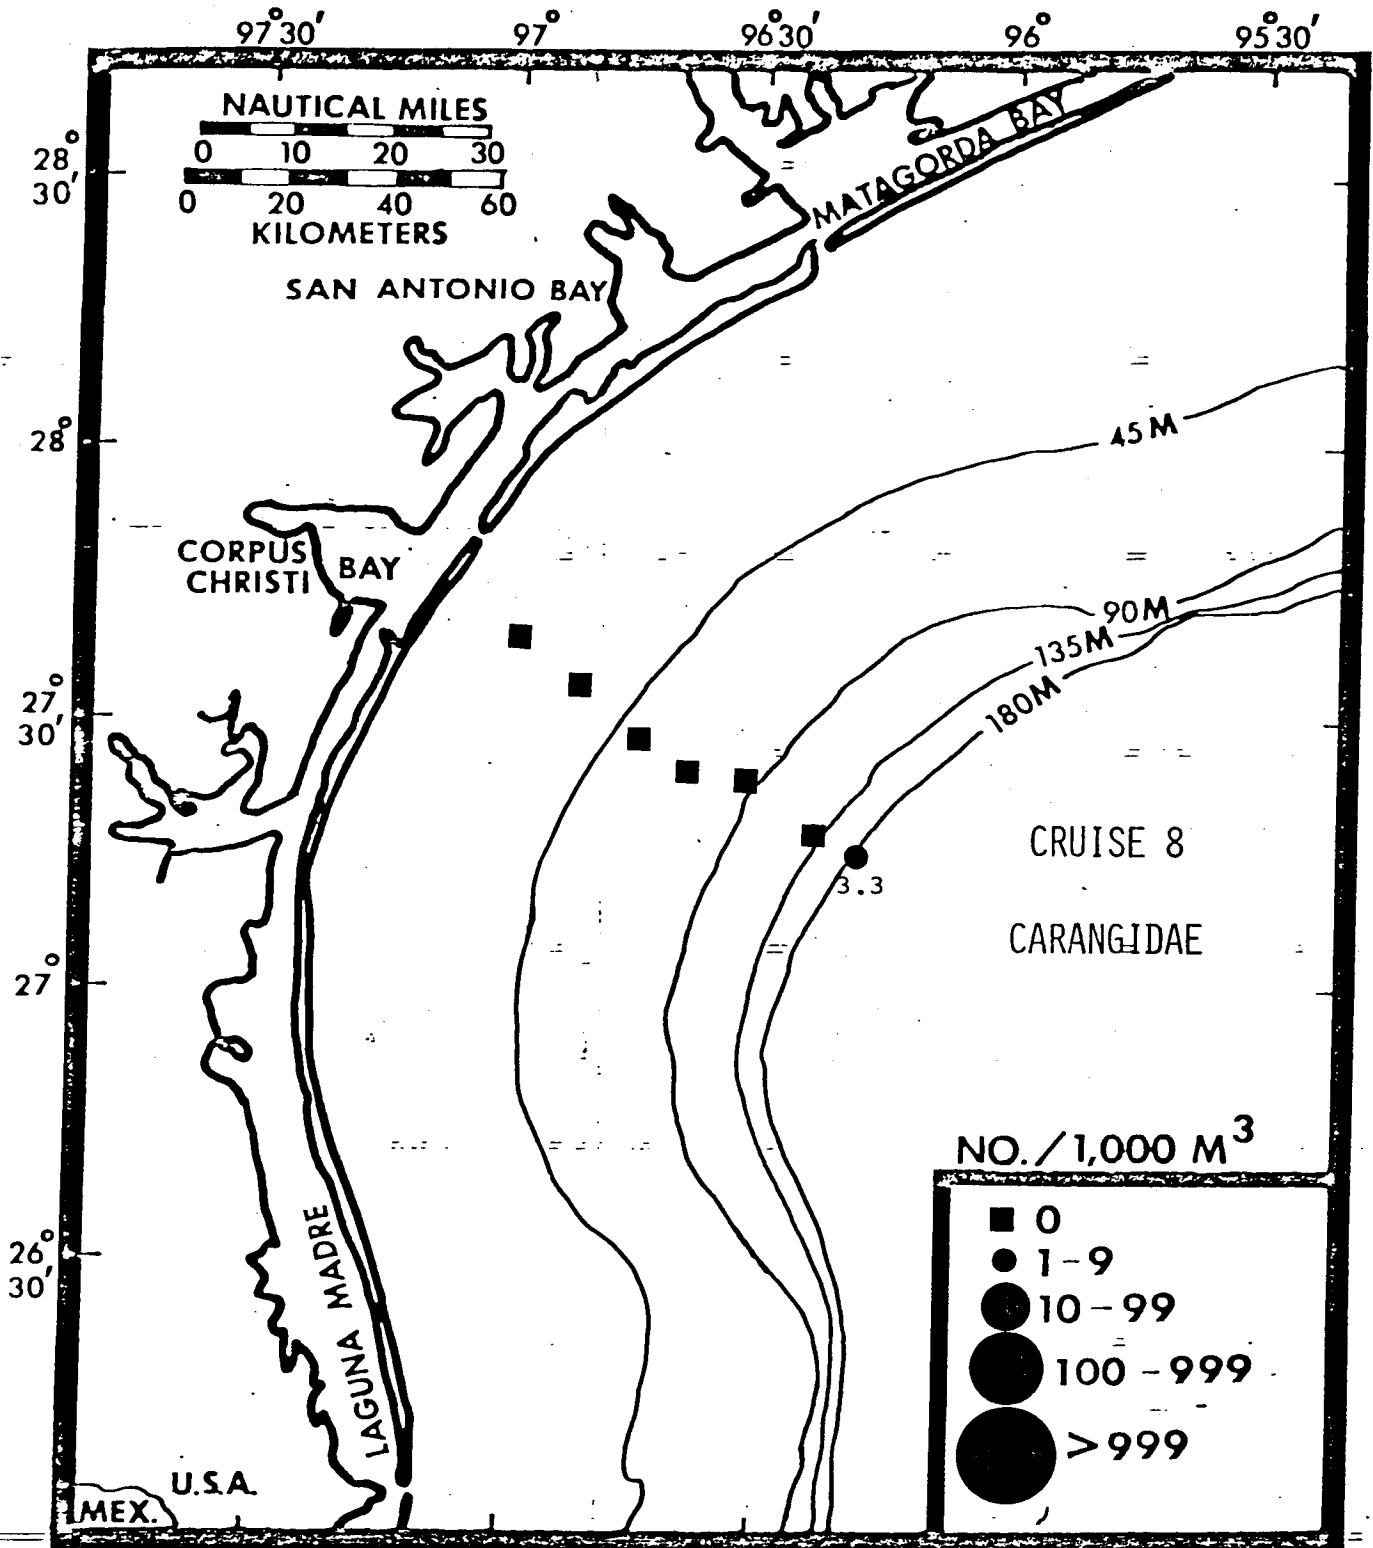 97°30' 97° 96°30' 96° 95°30'
NAUTICAL MILES
0 10 20 30
0 20 40 60
KILOMETERS
28°
30'
MATAGORDA BAY
SAN ANTONIO BAY
28°
45M
CORPUS
CHRISTI
BAY
90M
135M
180M
27°
30'
3.3
CRUISE 8
CARANGIDAE
27°
NO./1,000 M³
0
1-9
10-99
100-999
>999
26°
30'
LAGUNA MADRE
U.S.A.
MEX.